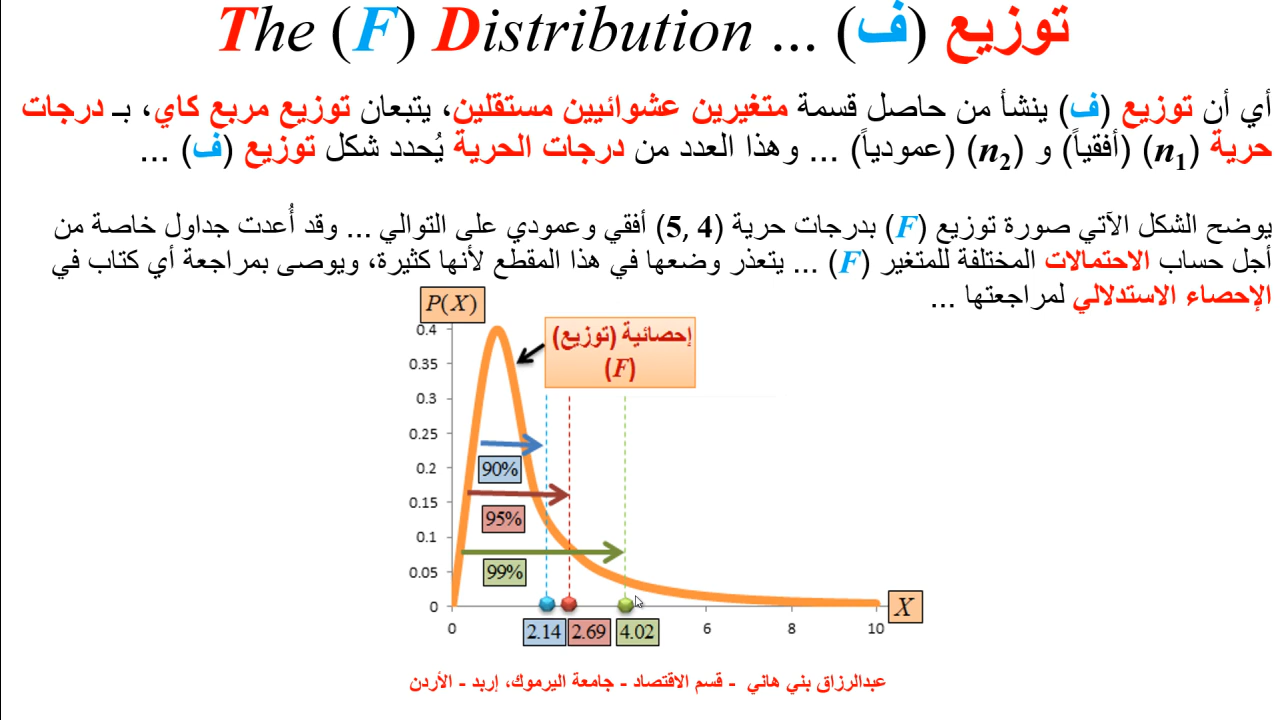 The (F) Distribution ... توزيع (ف)
أي أن توزيع (ف) ينشأ من حاصل قسمة متغيرين عشوائيين مستقلين، يتبعان توزيع مربع كاي، بـ درجات
حرية (n1) (أفقياً) و (n2) (عمودياً) ... وهذا العدد من درجات الحرية يُحدد شكل توزيع (ف) ...
يوضح الشكل الآتي صورة توزيع (F) بدرجات حرية (5, 4) أفقي وعمودي على التوالي ... وقد أُعدت جداول خاصة من
أجل حساب الاحتمالات المختلفة للمتغير (F) ... يتعذر وضعها في هذا المقطع لأنها كثيرة، ويوصى بمراجعة أي كتاب في
الإحصاء الاستدلالي لمراجعتها ...
P(X)
إحصائية (توزيع)
(F)
0.4
0.35
0.3
0.25
0.2
0.15
0.1
0.05
0
90%
95%
99%
X
0
2.14
2.69
4.02
6
8
10
عبدالرزاق بني هاني - قسم الاقتصاد - جامعة اليرموك، إربد - الأردن